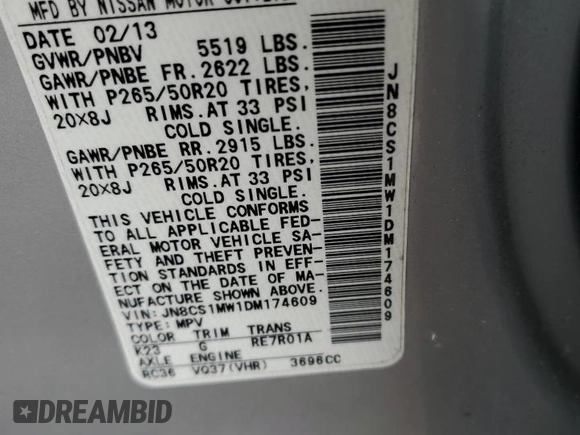 MFD BY NISSAN MOTOR
DATE 02/13
GVWR/PNBV 5519 LBS.
GAWR/PNBE FR. 2622 LBS.
WITH P265/50R20 TIRES,
20X8J RIMS.AT 33 PSI
COLD SINGLE.
GAWR/PNBE RR. 2915 LBS.
WITH P265/50R20 TIRES,
20X8J RIMS.AT 33 PSI
COLD SINGLE.
THIS VEHICLE CONFORMS
TO ALL APPLICABLE FED-
ERAL MOTOR VEHICLE SA-
FETY AND THEFT PREVEN-
TION STANDARDS IN EFF-
ECT ON THE DATE OF MA-
NUFACTURE SHOWN ABOVE.
VIN: JN8CS1MW1DM174609
TYPE: MPV
COLOR TRIM TRANS
K23 G RE7R01A
AXLE ENGINE
RC36 VQ37(VHR) 3696CC
JN8CS1MW1DM174609
DREAMBID